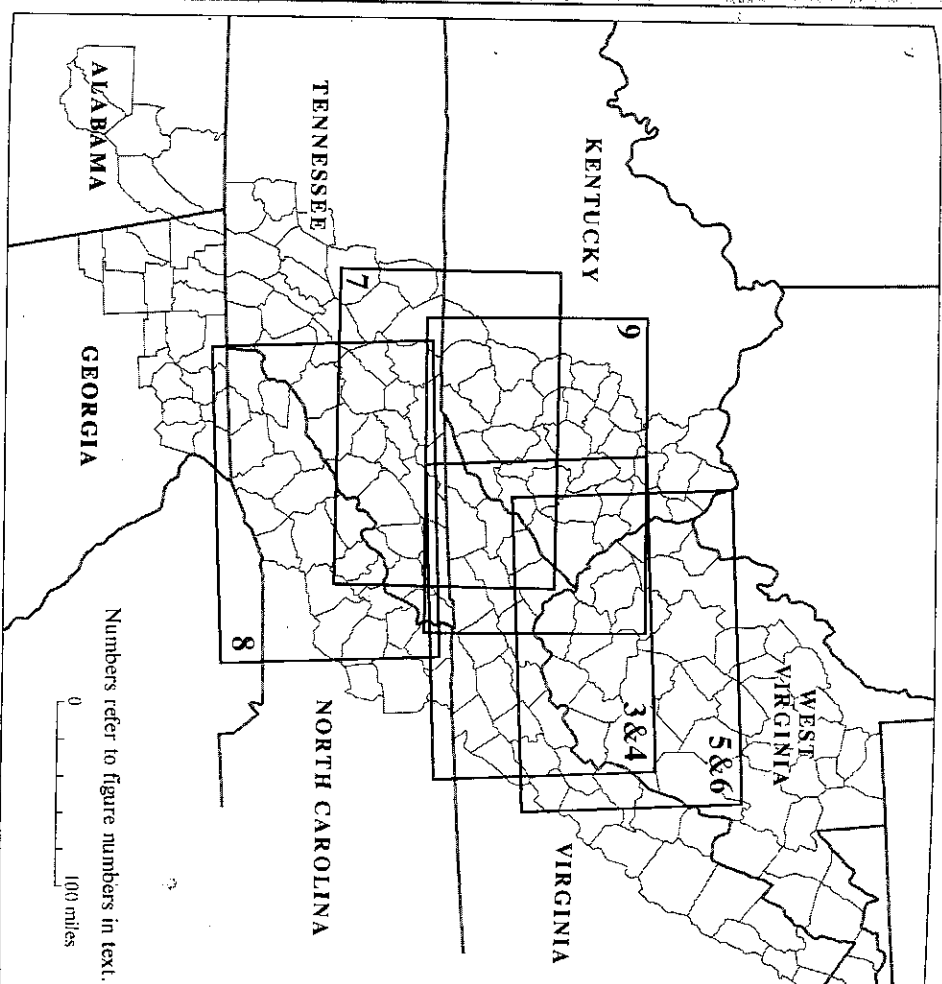 KENTUCKY
WEST
VIRGINIA
TENNESSEE
VIRGINIA
ALABAMA
GEORGIA
NORTH CAROLINA
9
7
5&6
3&4
8
Numbers refer to figure numbers in text.
0
100 miles